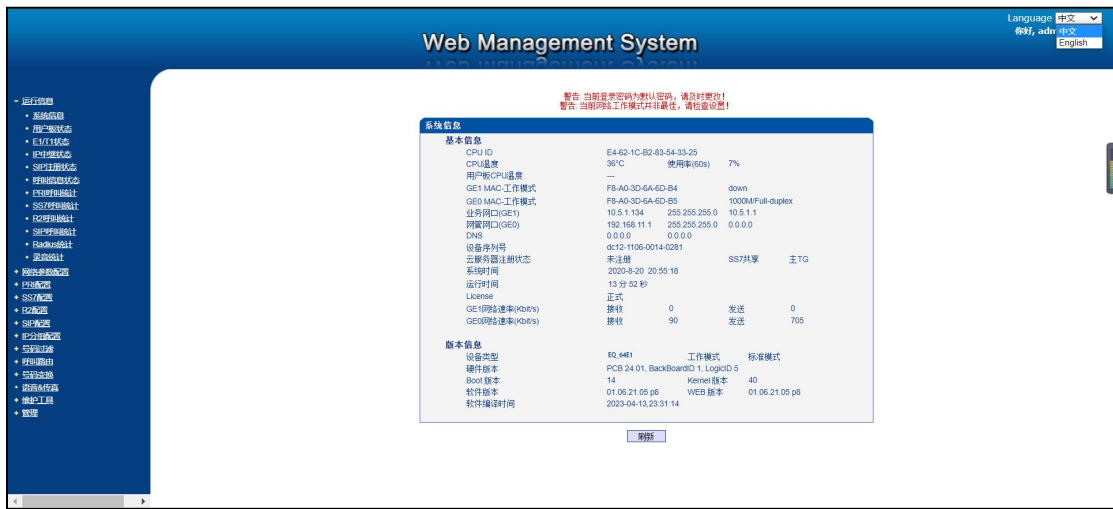 Language 中文
你好, adm 中文
English
Web Management System
- 运行信息
• 系统信息
• 用户板状态
• E1/T1状态
• IP中继状态
• SIP注册状态
• 呼叫信息状态
• PRI呼叫统计
• SS7呼叫统计
• R2呼叫统计
• SIP呼叫统计
• Radius统计
• 录音统计
+ 网络参数配置
+ PRI配置
+ SS7配置
+ R2配置
+ SIP配置
+ IP分组配置
+ 号码过滤
+ 呼叫路由
+ 号码变换
• 语音&传真
+ 维护工具
+ 管理
警告: 当前登录密码为默认密码，请及时更改!
警告: 当前网络工作模式并非最佳，请检查设置!
系统信息
基本信息
CPU ID E4-62-1C-B2-83-54-33-25
CPU温度 36°C 使用率(60s) 7%
用户板CPU温度 ---
GE1 MAC-工作模式 F8-A0-3D-6A-6D-B4 down
GE0 MAC-工作模式 F8-A0-3D-6A-6D-B5 1000M/Full-duplex
业务网口(GE1) 10.5.1.134 255.255.255.0 10.5.1.1
网管网口(GE0) 192.168.11.1 255.255.255.0 0.0.0.0
DNS 0.0.0.0 0.0.0.0
设备序列号 dc12-1106-0014-0281
云服务器注册状态 未注册 SS7共享 主TG
系统时间 2020-8-20 20:55:18
运行时间 13 分 52 秒
License 正式
GE1网络速率(Kbit/s) 接收 0 发送 0
GE0网络速率(Kbit/s) 接收 90 发送 705
版本信息
设备类型 EQ_64E1 工作模式 标准模式
硬件版本 PCB 24.01, BackBoardID 1, LogicID 5
Boot 版本 14 Kernel 版本 40
软件版本 01.06.21.05 p8 WEB 版本 01.06.21.05 p8
软件编译时间 2023-04-13,23:31:14
刷新